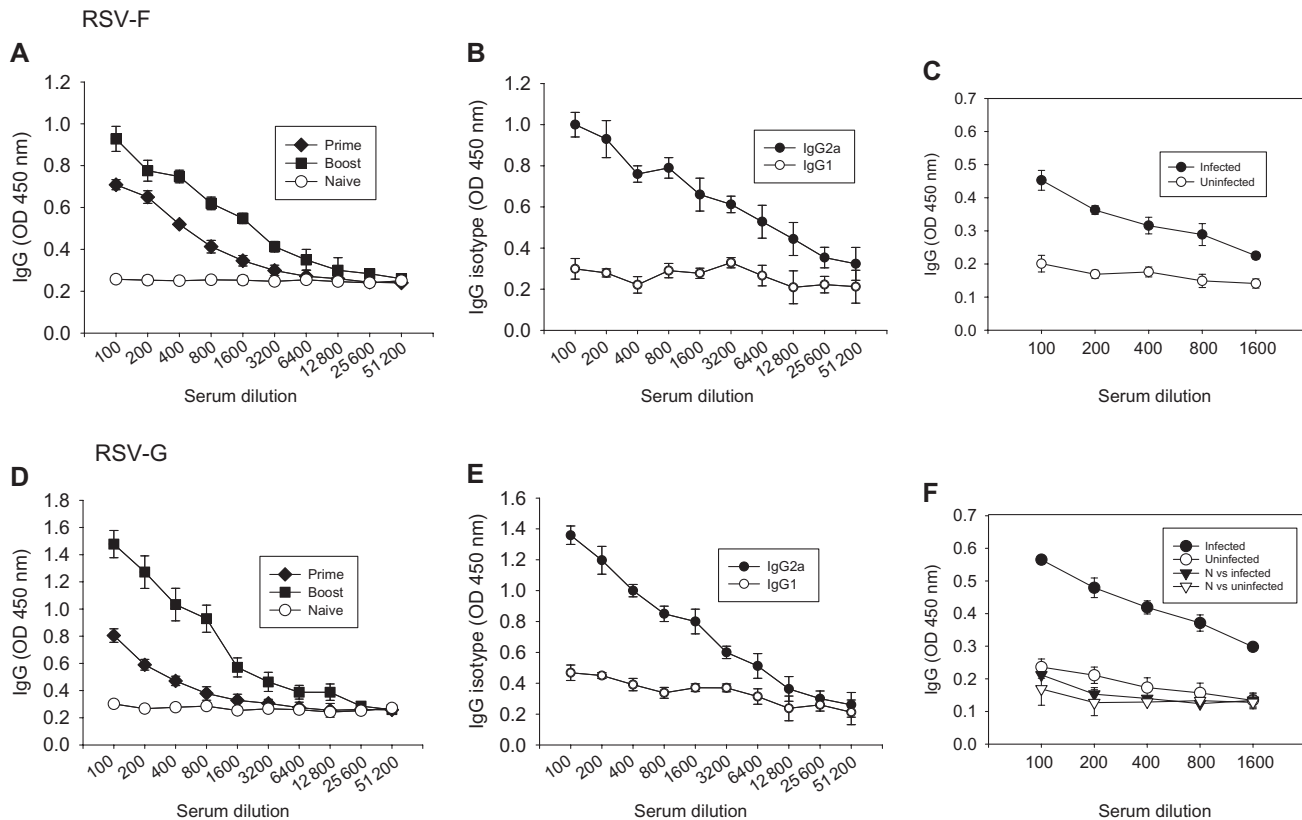 RSV-F
A
IgG (OD 450 nm)
1.2
1.0
0.8
0.6
0.4
0.2
0.0
Prime
Boost
Naive
100
200
400
800
1600
3200
6400
12 800
25 600
51 200
Serum dilution
B
IgG isotype (OD 450 nm)
1.2
1.0
0.8
0.6
0.4
0.2
0.0
IgG2a
IgG1
100
200
400
800
1600
3200
6400
12 800
25 600
51 200
Serum dilution
C
IgG (OD 450 nm)
0.7
0.6
0.5
0.4
0.3
0.2
0.1
0.0
Infected
Uninfected
100
200
400
800
1600
Serum dilution
RSV-G
D
IgG (OD 450 nm)
1.8
1.6
1.4
1.2
1.0
0.8
0.6
0.4
0.2
0.0
Prime
Boost
Naive
100
200
400
800
1600
3200
6400
12 800
25 600
51 200
Serum dilution
E
IgG isotype (OD 450 nm)
1.6
1.4
1.2
1.0
0.8
0.6
0.4
0.2
0.0
IgG2a
IgG1
100
200
400
800
1600
3200
6400
12 800
25 600
51 200
Serum dilution
F
IgG (OD 450 nm)
0.7
0.6
0.5
0.4
0.3
0.2
0.1
0.0
Infected
Uninfected
N vs infected
N vs uninfected
100
200
400
800
1600
Serum dilution